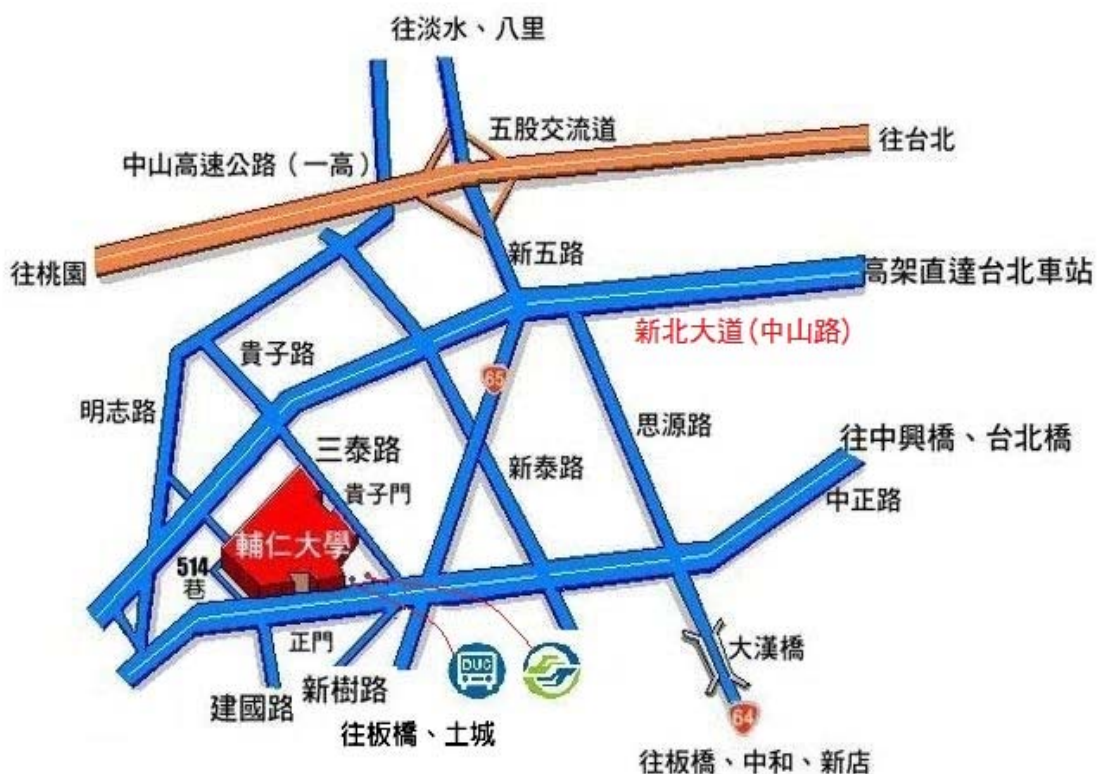 往淡水、八里
五股交流道
往台北
中山高速公路（一高）
往桃園
新五路
高架直達台北車站
新北大道(中山路)
貴子路
65
明志路
思源路
往中興橋、台北橋
三泰路
新泰路
貴子門
中正路
輔仁大學
514
巷
正門
大漢橋
BUS
新樹路
建國路
往板橋、土城
64
往板橋、中和、新店